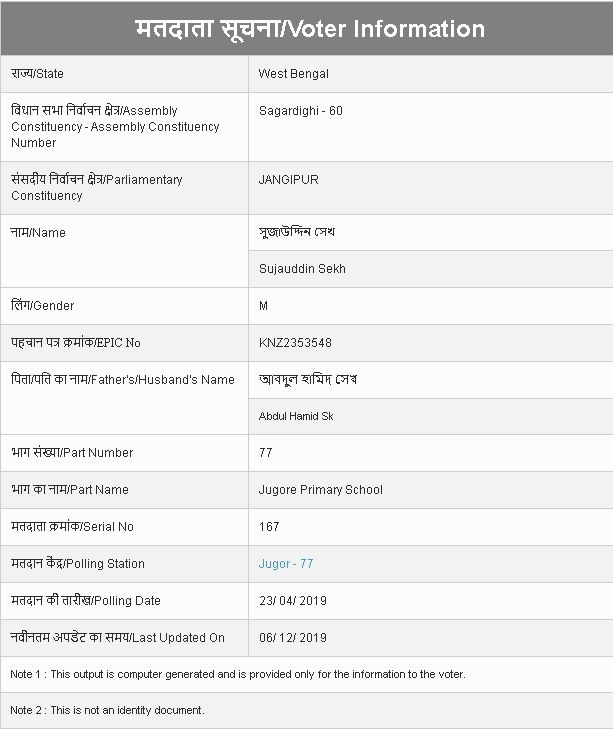 मतदाता सूचना/Voter Information
राज्य/State
West Bengal
विधान सभा निर्वाचन क्षेत्र/Assembly
Constituency - Assembly Constituency
Number
Sagardighi - 60
संसदीय निर्वाचन क्षेत्र/Parliamentary
Constituency
JANGIPUR
नाम/Name
সুজাউদ্দিন সেখ
Sujauddin Sekh
लिंग/Gender
M
पहचान पत्र क्रमांक/EPIC No
KNZ2353548
पिता/पति का नाम/Father's/Husband's Name
আবদুল হামিদ সেখ
Abdul Hamid Sk
भाग संख्या/Part Number
77
भाग का नाम/Part Name
Jugore Primary School
मतदाता क्रमांक/Serial No
167
मतदान केंद्र/Polling Station
Jugor - 77
मतदान की तारीख/Polling Date
23/ 04/ 2019
नवीनतम अपडेट का समय/Last Updated On
06/ 12/ 2019
Note 1 : This output is computer generated and is provided only for the information to the voter.
Note 2 : This is not an identity document.